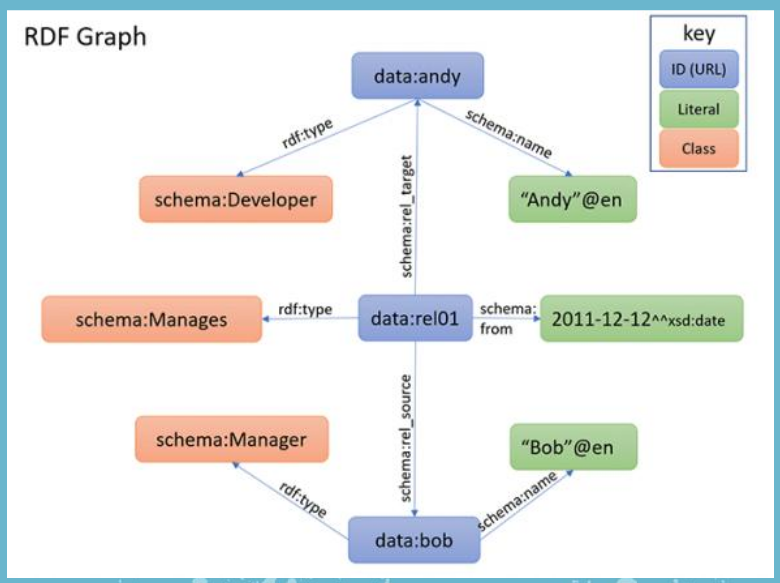 RDF Graph
key
ID (URL)
Literal
Class
data:andy
rdf:type
schema:name
schema:Developer
schema:rel_target
"Andy"@en
schema:Manages
rdf:type
data:rel01
schema:
from
2011-12-12^^xsd:date
schema:Manager
schema:rel_source
"Bob"@en
rdf:type
schema:name
data:bob